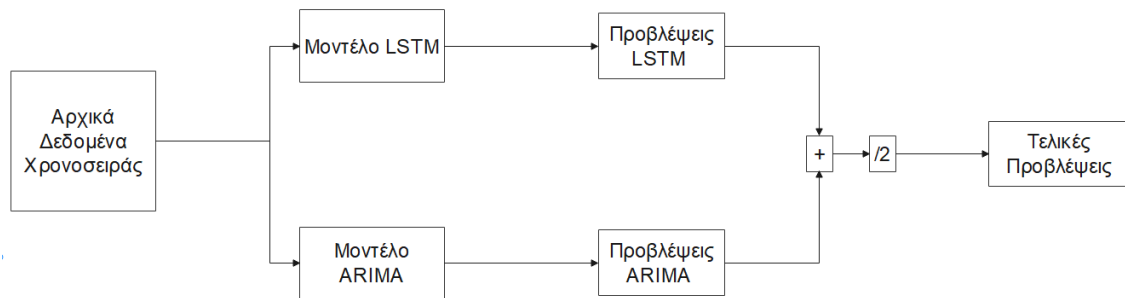 Αρχικά
Δεδομένα
Χρονοσειράς
Μοντέλο LSTM
Προβλέψεις
LSTM
Μοντέλο
ARIMA
Προβλέψεις
ARIMA
+
/2
Τελικές
Προβλέψεις